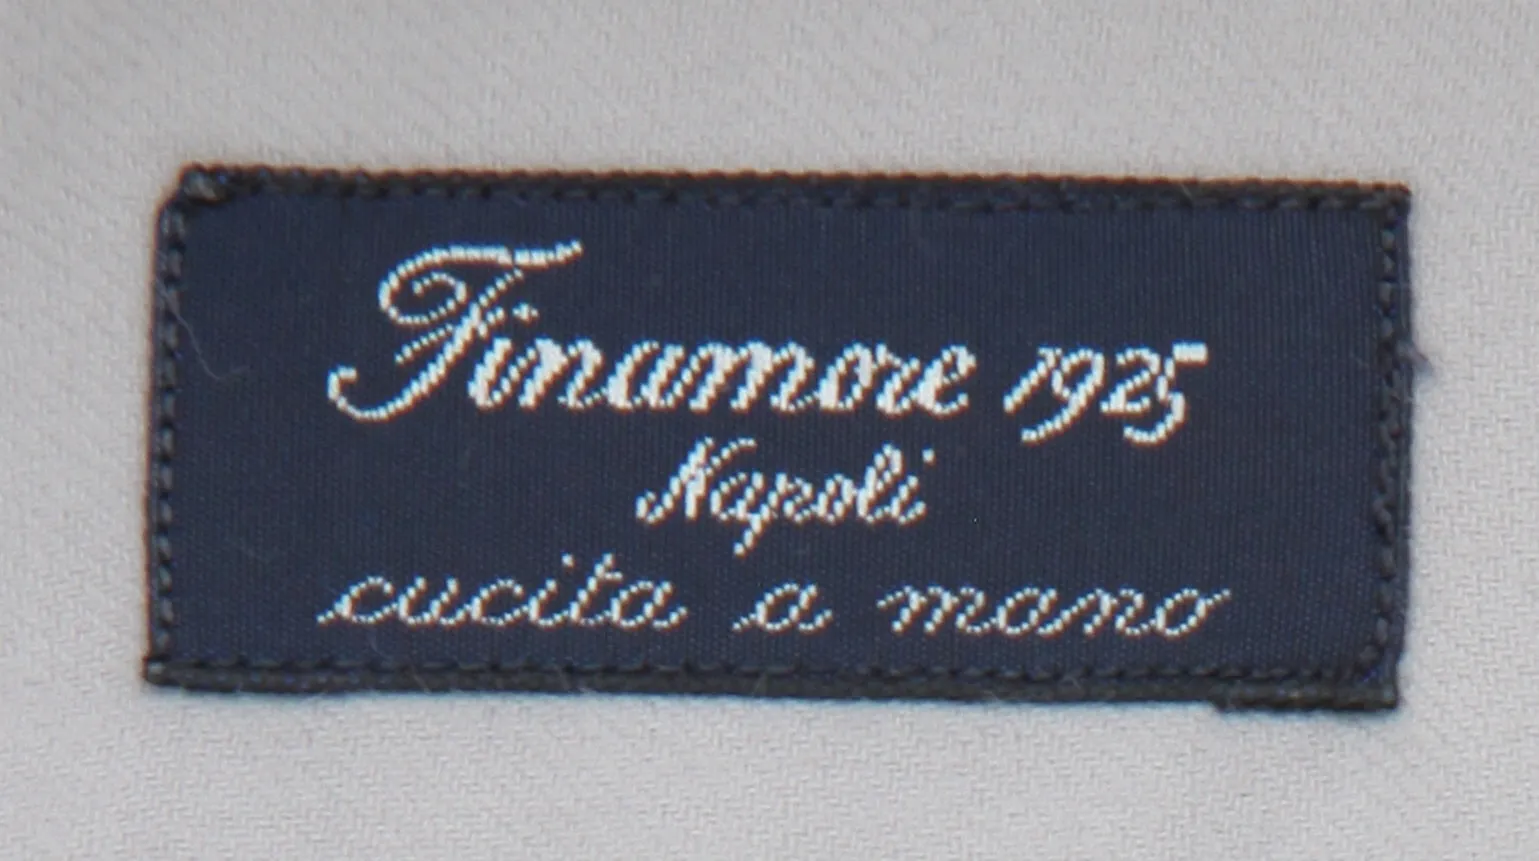 Finamore 1925
Napoli
cucita a mano